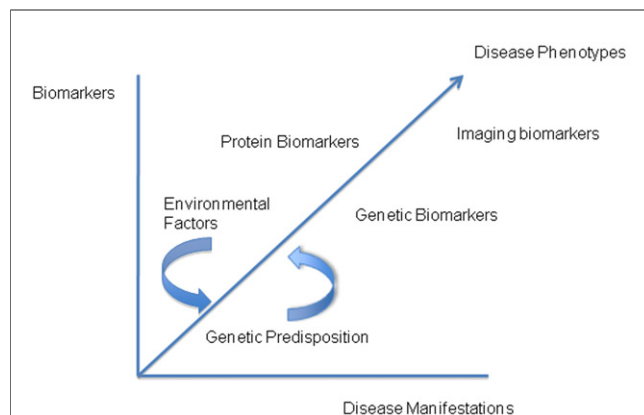 Disease Phenotypes
Biomarkers
Imaging biomarkers
Protein Biomarkers
Environmental
Factors
Genetic Biomarkers
Genetic Predisposition
Disease Manifestations